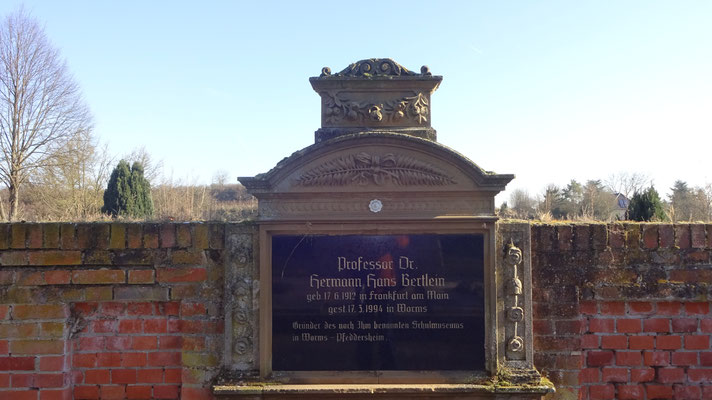 Professor Dr.
Hermann Hans Bertlein
geb. 17. 6. 1912 in Frankfurt am Main
gest. 17. 5. 1994 in Worms
Gründer des nach Ihm benannten Schulmuseums
in Worms - Pfeddersheim